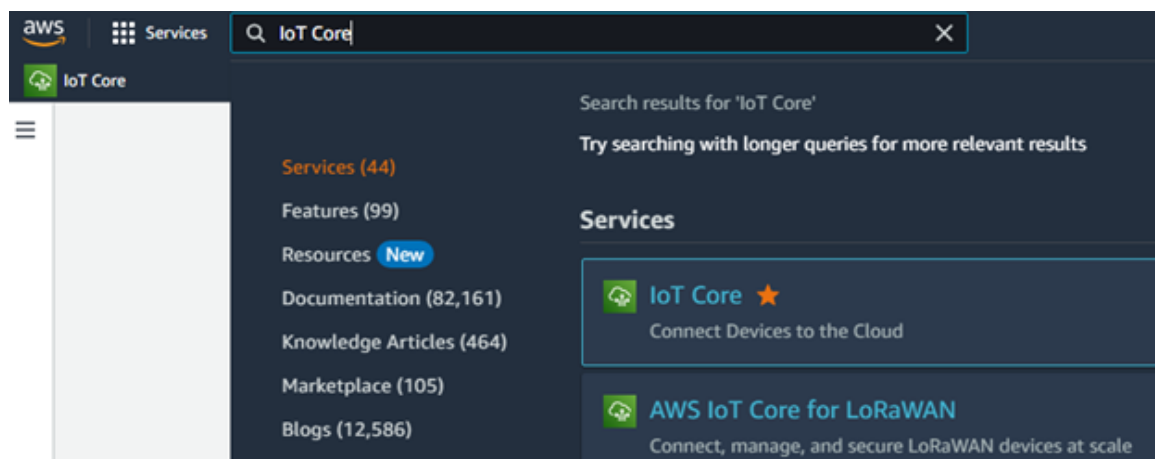 aws
Services
IoT Core
IoT Core
Search results for 'IoT Core'
Try searching with longer queries for more relevant results
Services (44)
Features (99)
Resources New
Documentation (82,161)
Knowledge Articles (464)
Marketplace (105)
Blogs (12,586)
Services
IoT Core
Connect Devices to the Cloud
AWS IoT Core for LoRaWAN
Connect, manage, and secure LoRaWAN devices at scale